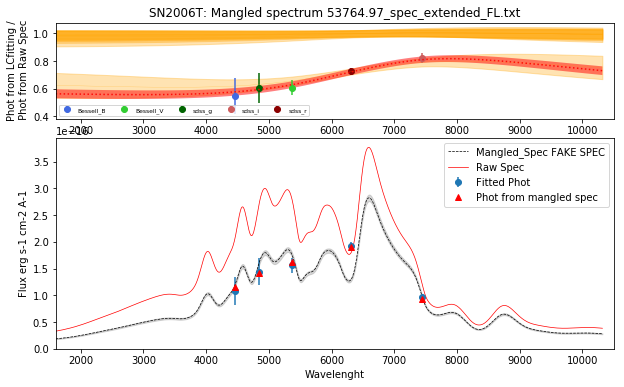 SN2006T: Mangled spectrum 53764.97_spec_extended_FL.txt
Phot from LCfitting /
Phot from Raw Spec
1.0
0.8
0.6
0.4
Bessell_B
Bessell_V
sdss_g
sdss_i
sdss_r
2000 3000 4000 5000 6000 7000 8000 9000 10000
1e−16
Flux erg s-1 cm-2 A-1
3.5
3.0
2.5
2.0
1.5
1.0
0.5
0.0
Mangled_Spec FAKE SPEC
Raw Spec
Fitted Phot
Phot from mangled spec
2000 3000 4000 5000 6000 7000 8000 9000 10000
Wavelenght